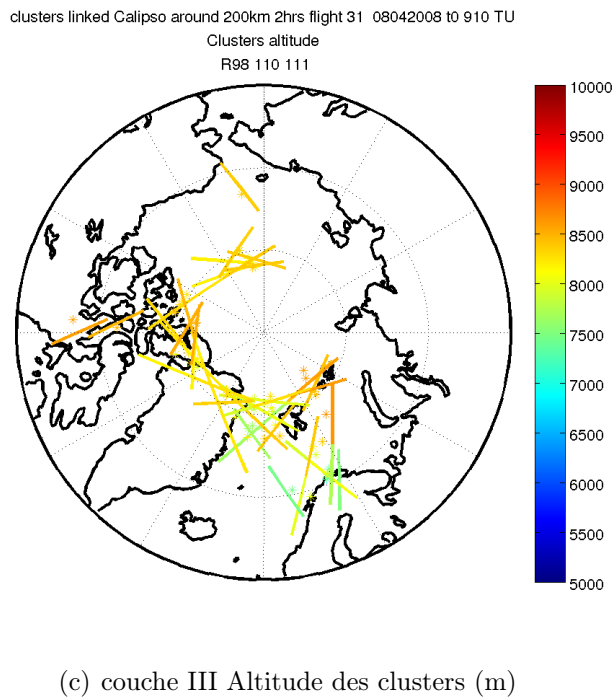 clusters linked Calipso around 200km 2hrs flight 31 08042008 to 910 TU
Clusters altitude
R98 110 111
10000
9500
9000
8500
8000
7500
7000
6500
6000
5500
5000
(c) couche III Altitude des clusters (m)